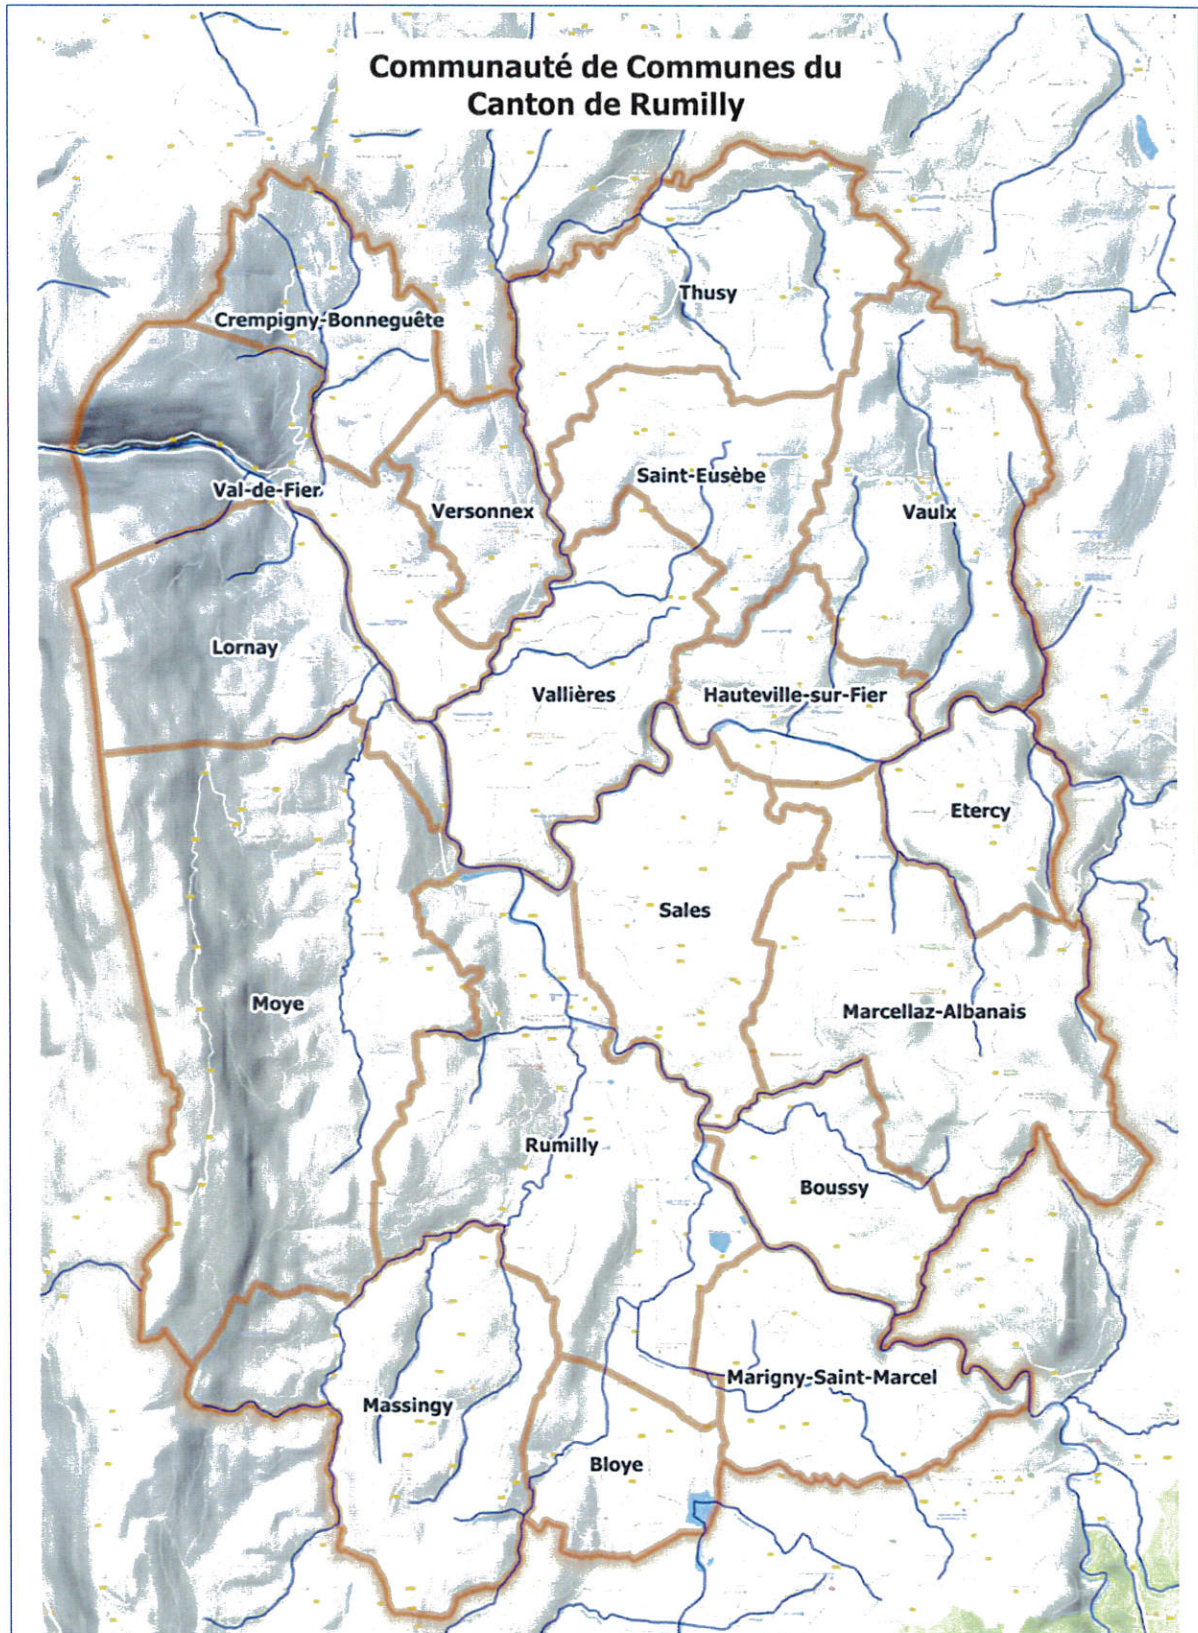 Communauté de Communes du
Canton de Rumilly
Thusy
Crempigny-Bonneguête
Saint-Eusèbe
Val-de-Fier
Versonnex
Vaulx
Lornay
Vallières
Hauteville-sur-Fier
Etercy
Sales
Moye
Marcellaz-Albanais
Rumilly
Boussy
Marigny-Saint-Marcel
Massingy
Bloye